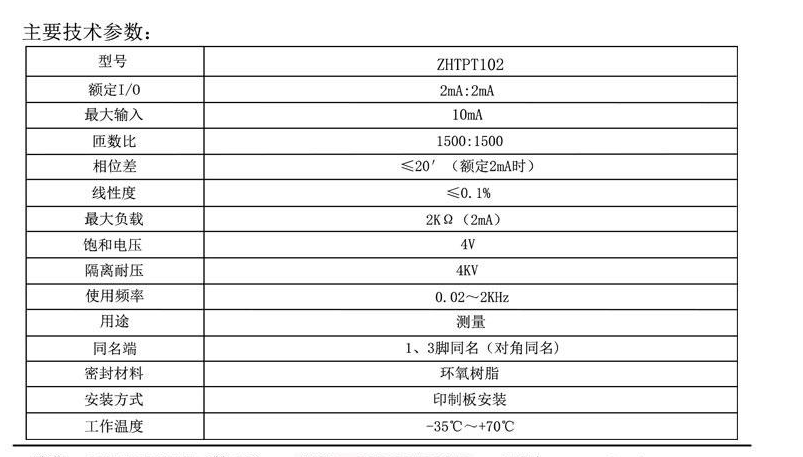 主要技术参数：
型号 ZHTPT102
额定I/O 2mA:2mA
最大输入 10mA
匝数比 1500:1500
相位差 ≤20′（额定2mA时）
线性度 ≤0.1%
最大负载 2KΩ（2mA）
饱和电压 4V
隔离耐压 4KV
使用频率 0.02～2KHz
用途 测量
同名端 1、3脚同名（对角同名）
密封材料 环氧树脂
安装方式 印制板安装
工作温度 -35℃～+70℃